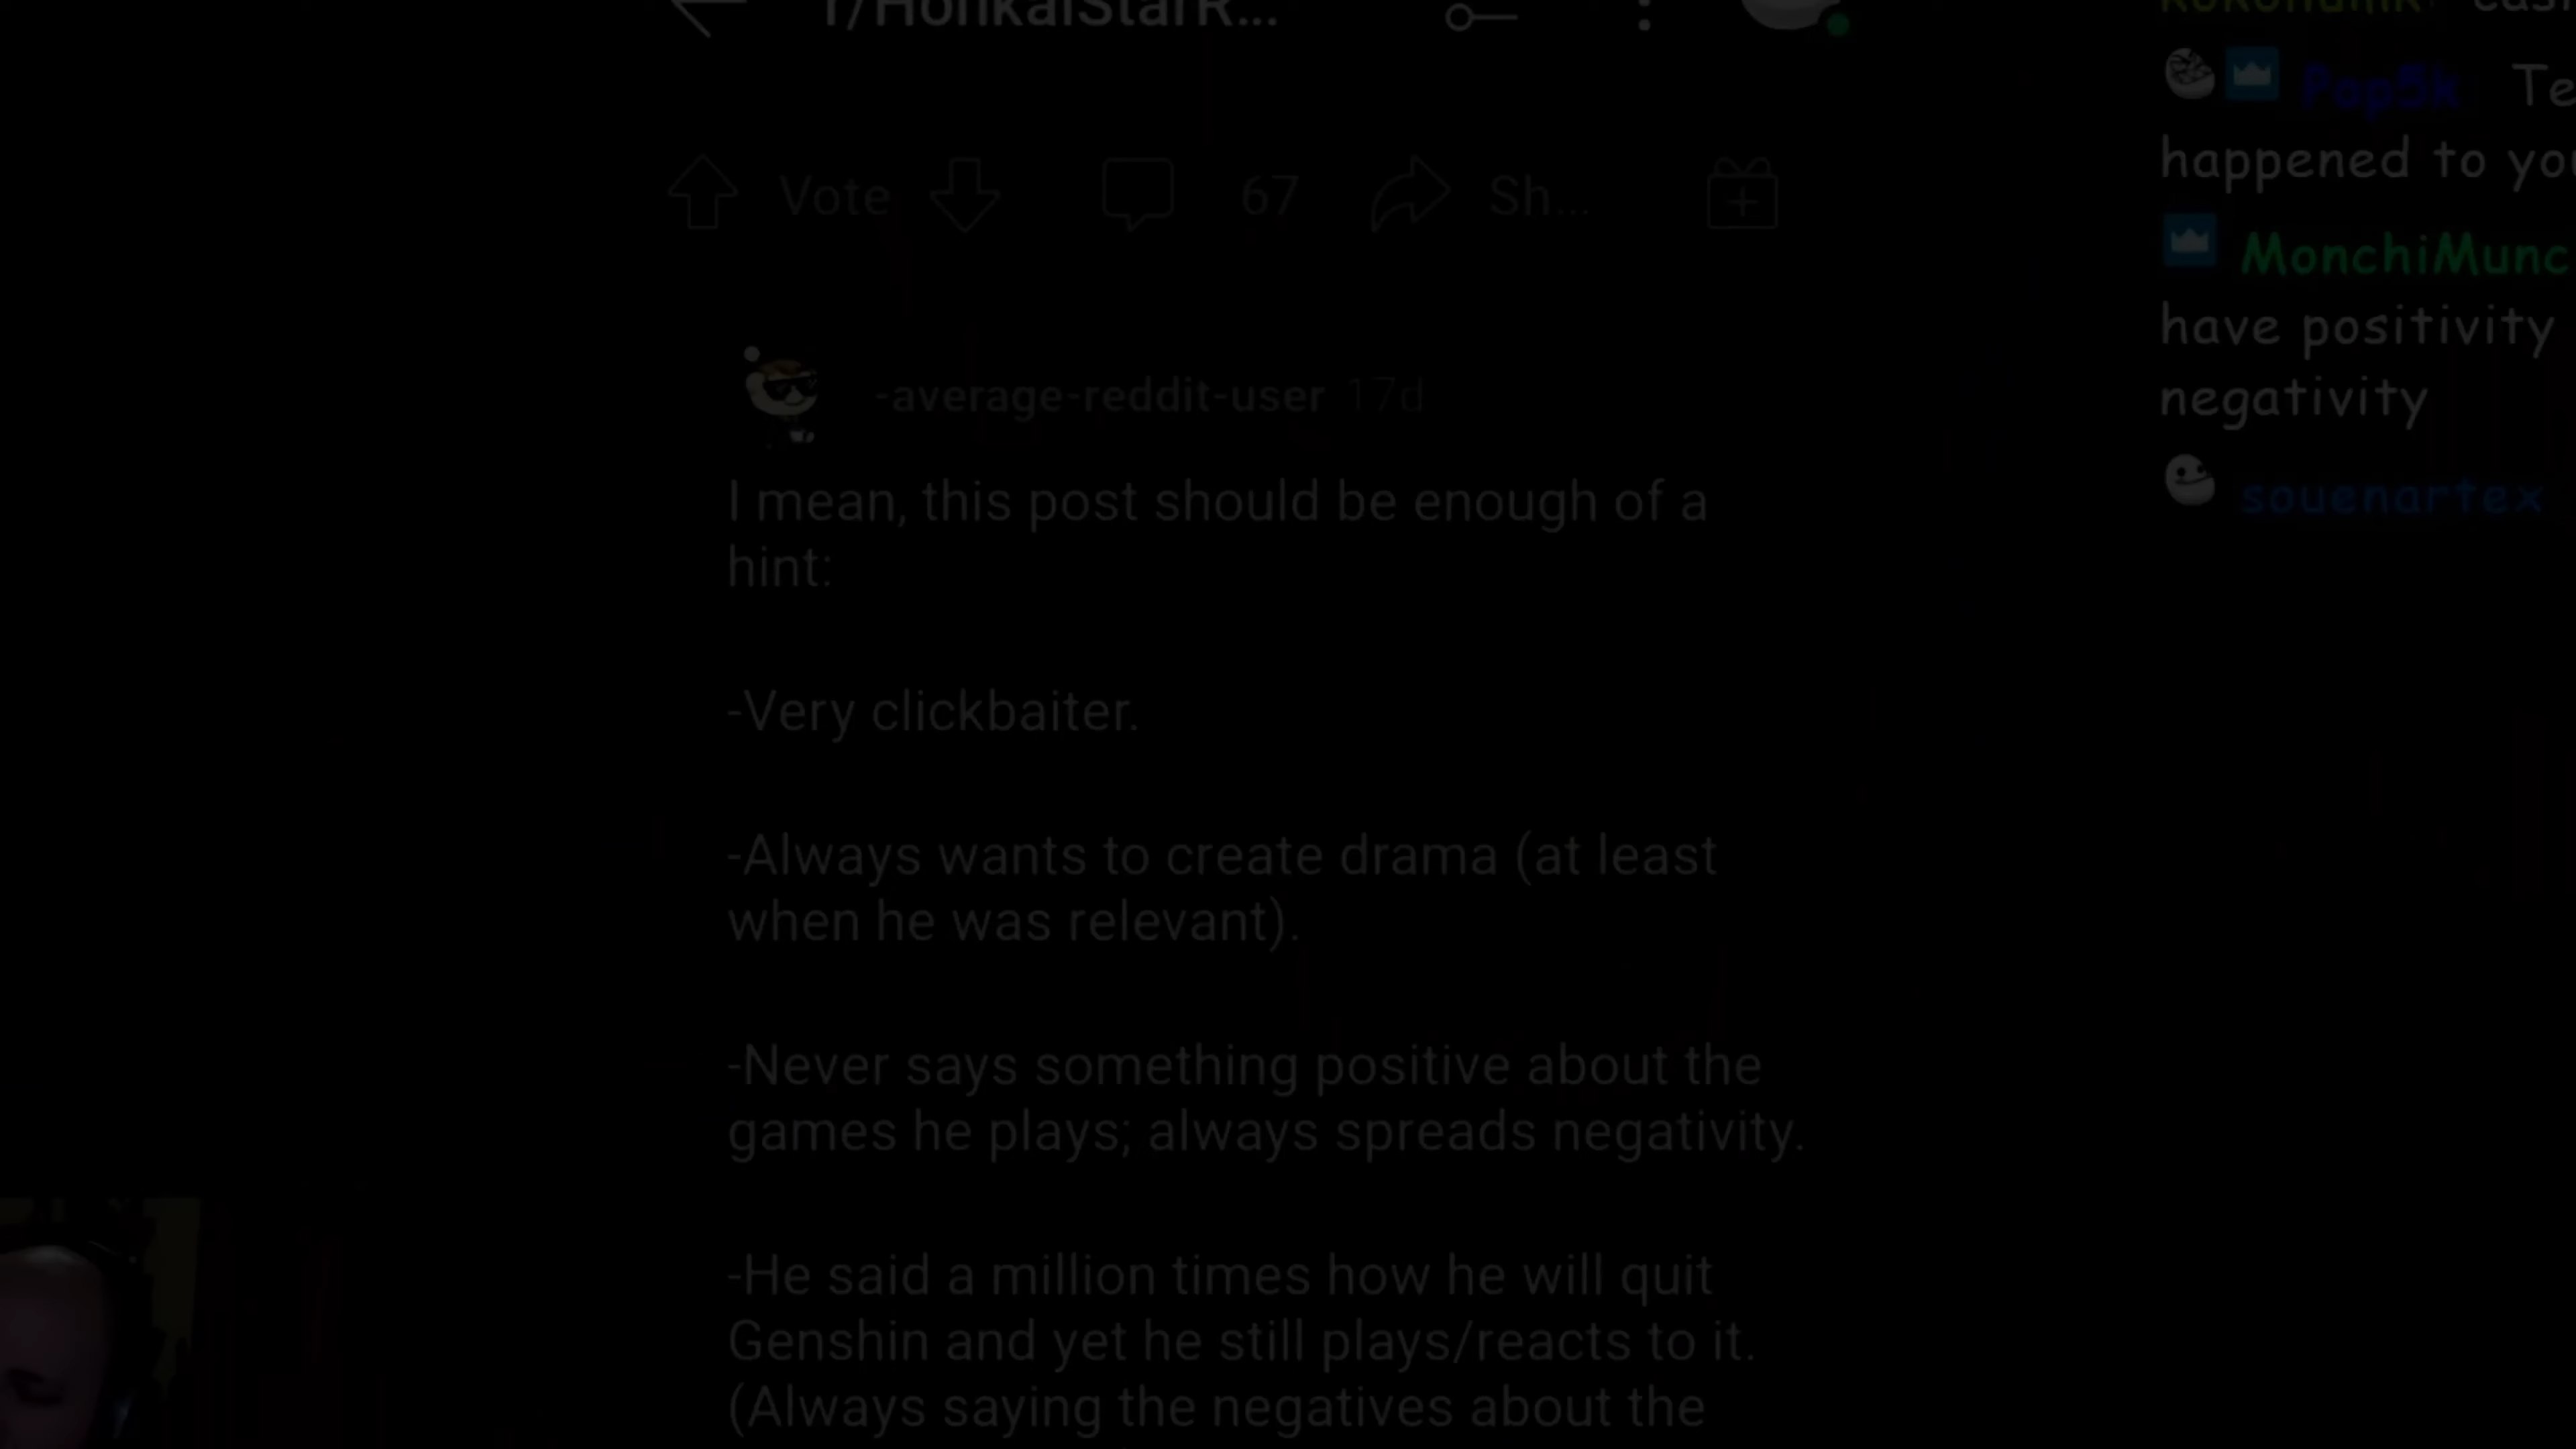 r/HonkaiStarR...
Vote 67 Sh...
-average-reddit-user 17d
I mean, this post should be enough of a
hint:
-Very clickbaiter.
-Always wants to create drama (at least
when he was relevant).
-Never says something positive about the
games he plays; always spreads negativity.
-He said a million times how he will quit
Genshin and yet he still plays/reacts to it.
(Always saying the negatives about the
Pop5k Te
happened to you
MonchiMunc
have positivity
negativity
souenartex